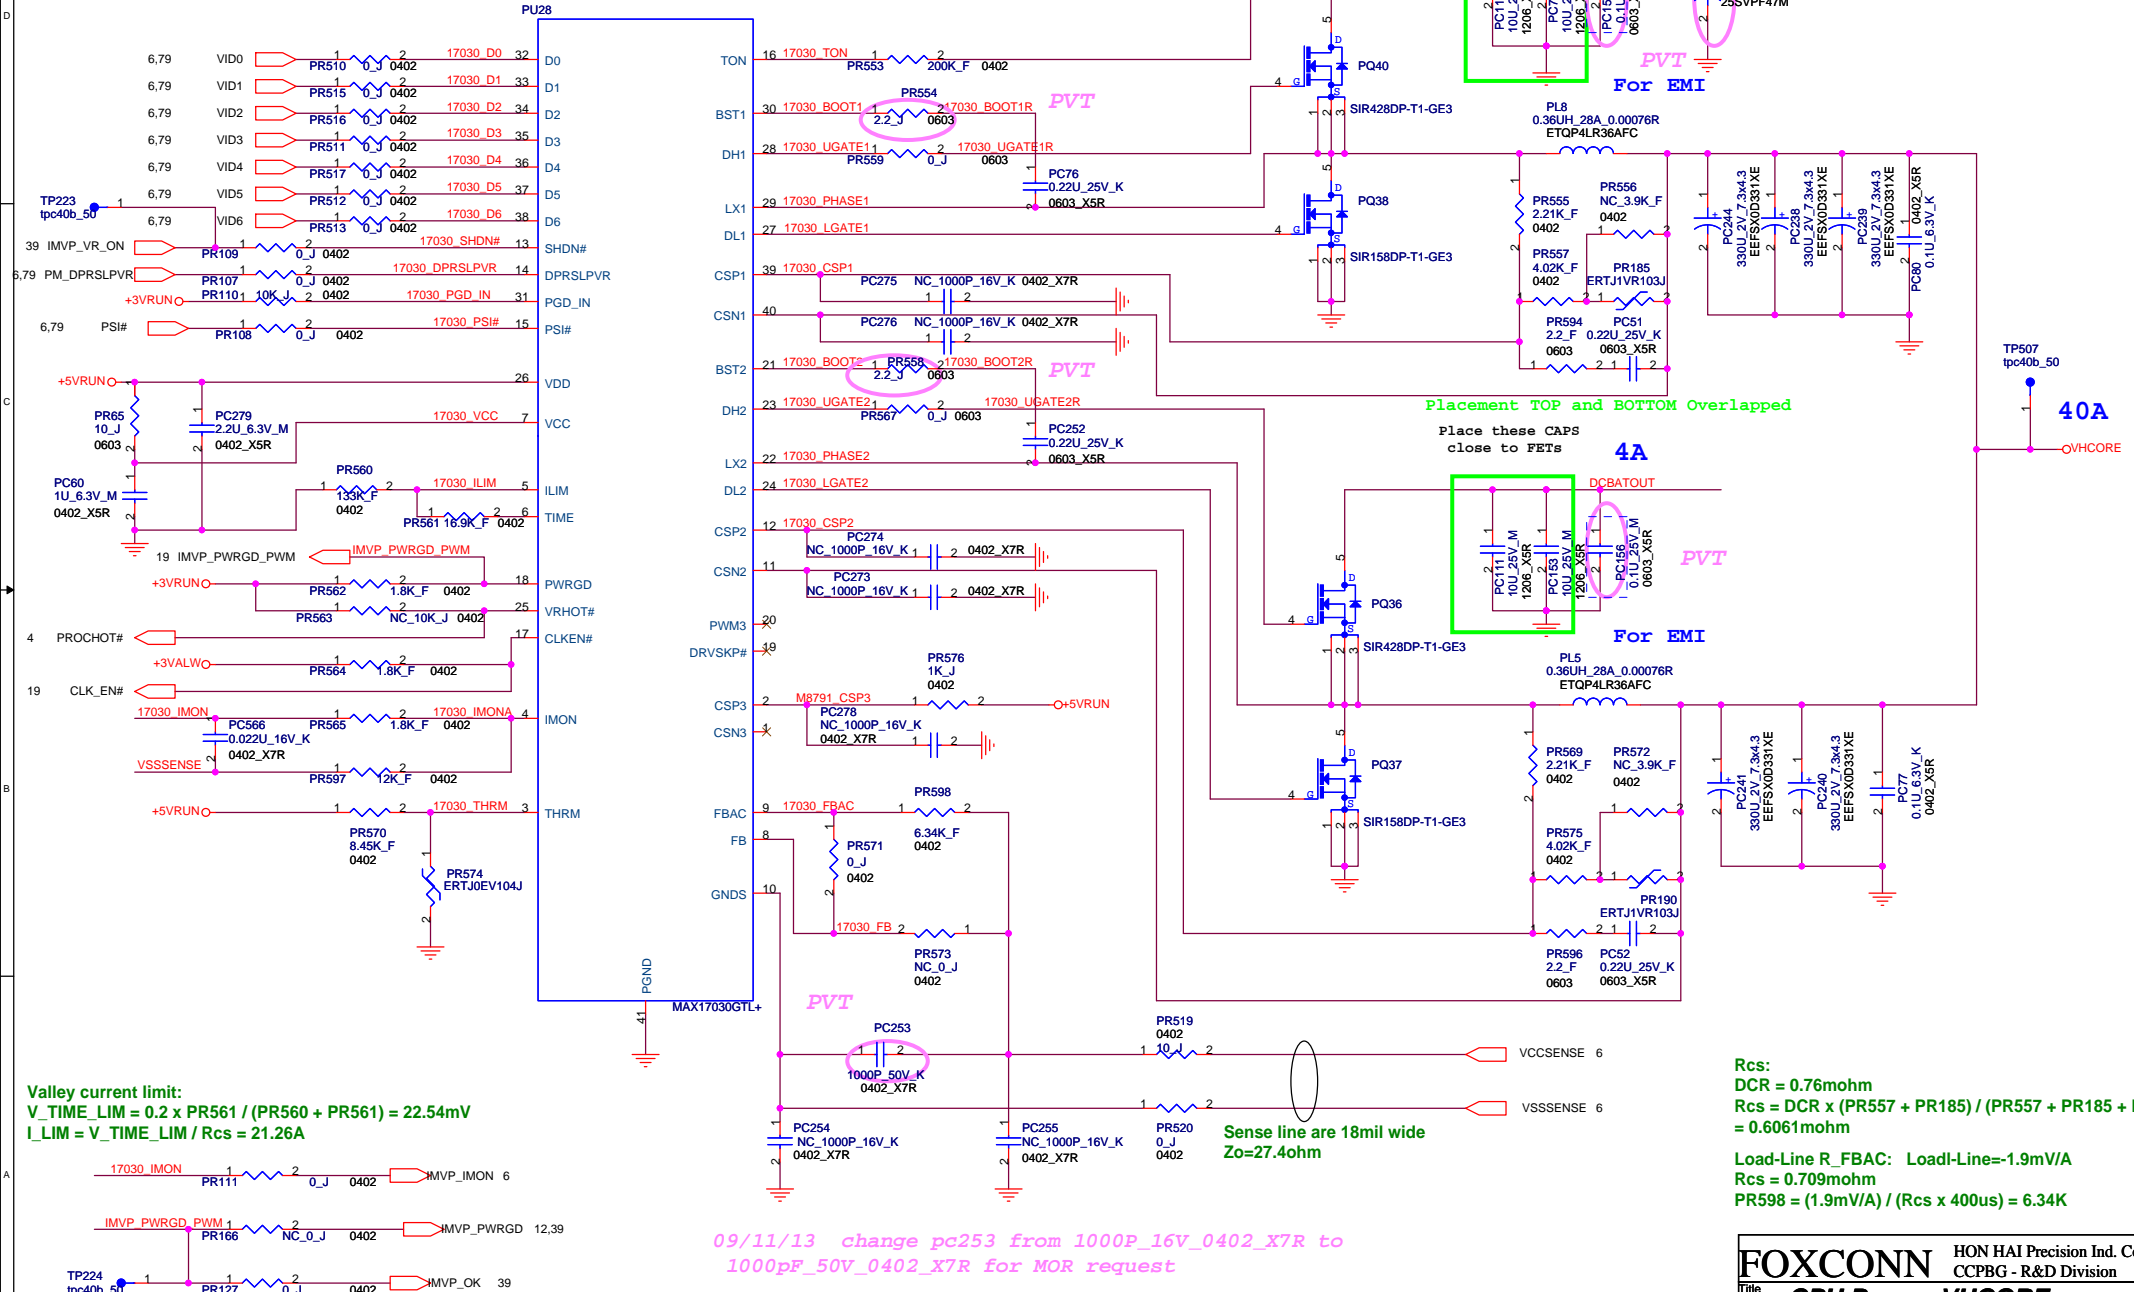 PU28
VID0
6,79
PR510 0_J 0402
17030_D0 32 D0
VID1
6,79
PR515 0_J 0402
17030_D1 33 D1
VID2
6,79
PR516 0_J 0402
17030_D2 34 D2
VID3
6,79
PR511 0_J 0402
17030_D3 35 D3
VID4
6,79
PR517 0_J 0402
17030_D4 36 D4
VID5
6,79
PR512 0_J 0402
17030_D5 37 D5
VID6
6,79
PR513 0_J 0402
17030_D6 38 D6
TP223
tpc40b_50
39 IMVP_VR_ON
PR109 0_J 0402
17030_SHDN# 13 SHDN#
6,79 PM_DPRSLPVR
PR107 0_J 0402
17030_DPRSLPVR 14 DPRSLPVR
+3VRUN
PR110 10K_J 0402
17030_PGD_IN 31 PGD_IN
6,79 PSI#
PR108 0_J 0402
17030_PSI# 15 PSI#
+5VRUN
26 VDD
PR65
10_J
0603
PC279
2.2U_6.3V_M
0402_X5R
17030_VCC 7 VCC
PC60
1U_6.3V_M
0402_X5R
PR560
133K_F
0402
17030_ILIM 5 ILIM
PR561 16.9K_F 0402
6 TIME
19 IMVP_PWRGD_PWM
IMVP_PWRGD_PWM
+3VRUN
PR562 1.8K_F 0402
18 PWRGD
PR563 NC_10K_J 0402
25 VRHOT#
4 PROCHOT#
17 CLKEN#
+3VALW
PR564 1.8K_F 0402
19 CLK_EN#
17030_IMON
PR565 1.8K_F 0402
17030_IMONA 4 IMON
PC566
0.022U_16V_K
0402_X7R
VSSSENSE
PR597 12K_F 0402
+5VRUN
17030_THRM 3 THRM
PR570
8.45K_F
0402
PR574
ERTJ0EV104J
PGND
41
MAX17030GTL+
TON 16 17030_TON
PR553 200K_F 0402
BST1 30 17030_BOOT1
PR554
2.2_J 0603
17030_BOOT1R
PVT
DH1 28 17030_UGATE1
PR559 0_J 0603
17030_UGATE1R
PC76
0.22U_25V_K
0603_X5R
LX1 29 17030_PHASE1
DL1 27 17030_LGATE1
CSP1 39 17030_CSP1
PC275 NC_1000P_16V_K 0402_X7R
CSN1 40
PC276 NC_1000P_16V_K 0402_X7R
BST2 21 17030_BOOT2
PR558
2.2_J 0603
17030_BOOT2R
PVT
DH2 23 17030_UGATE2
PR567 0_J 0603
17030_UGATE2R
PC252
0.22U_25V_K
0603_X5R
LX2 22 17030_PHASE2
DL2 24 17030_LGATE2
CSP2 12 17030_CSP2
PC274
NC_1000P_16V_K 0402_X7R
CSN2 11
PC273
NC_1000P_16V_K 0402_X7R
PWM3 20
DRVSKP# 19
PR576
1K_J
0402
+5VRUN
CSP3 2 M8791_CSP3
PC278
NC_1000P_16V_K
0402_X7R
CSN3 1
FBAC 9 17030_FBAC
PR598
6.34K_F
0402
FB 8
PR571
0_J
0402
GNDS 10
17030_FB
PR573
NC_0_J
0402
PVT
PC253
1000P_50V_K
0402_X7R
PR519
0402
10_J
VCCSENSE 6
VSSSENSE 6
PR520
0_J
0402
PC254
NC_1000P_16V_K
0402_X7R
PC255
NC_1000P_16V_K
0402_X7R
Sense line are 18mil wide
Zo=27.4ohm
PQ40
SIR428DP-T1-GE3
PQ38
SIR158DP-T1-GE3
25SVPF47M
PVT
For EMI
PL8
0.36UH_28A_0.00076R
ETQP4LR36AFC
PR555
2.21K_F
0402
PR556
NC_3.9K_F
0402
PR557
4.02K_F
0402
PR185
ERTJ1VR103J
PR594
2.2_F
0603
PC51
0.22U_25V_K
0603_X5R
PC244
330U_2V_7.3x4.3
EEFSX0D331XE
PC238
330U_2V_7.3x4.3
EEFSX0D331XE
PC239
330U_2V_7.3x4.3
EEFSX0D331XE
PC80
0.1U_6.3V_K
0402_X5R
Placement TOP and BOTTOM Overlapped
Place these CAPS
close to FETs
4A
TP507
tpc40b_50
40A
VHCORE
DCBATOUT
PC111
10U_25V_M
1206_X5R
PC153
10U_25V_M
1206_X5R
PC156
0.1U_25V_M
0603_X5R
PVT
For EMI
PQ36
SIR428DP-T1-GE3
PQ37
SIR158DP-T1-GE3
PL5
0.36UH_28A_0.00076R
ETQP4LR36AFC
PR569
2.21K_F
0402
PR572
NC_3.9K_F
0402
PR575
4.02K_F
0402
PR190
ERTJ1VR103J
PR596
2.2_F
0603
PC52
0.22U_25V_K
0603_X5R
PC241
330U_2V_7.3x4.3
EEFSX0D331XE
PC240
330U_2V_7.3x4.3
EEFSX0D331XE
PC77
0.1U_6.3V_K
0402_X5R
Valley current limit:
V_TIME_LIM = 0.2 x PR561 / (PR560 + PR561) = 22.54mV
I_LIM = V_TIME_LIM / Rcs = 21.26A
17030_IMON
PR111 0_J 0402
IMVP_IMON 6
IMVP_PWRGD_PWM
PR166 NC_0_J 0402
IMVP_PWRGD 12,39
TP224
tpc40b_50
PR127 0_J 0402
IMVP_OK 39
Rcs:
DCR = 0.76mohm
Rcs = DCR x (PR557 + PR185) / (PR557 + PR185 +
= 0.6061mohm
Load-Line R_FBAC: Loadl-Line=-1.9mV/A
Rcs = 0.709mohm
PR598 = (1.9mV/A) / (Rcs x 400us) = 6.34K
09/11/13 change pc253 from 1000P_16V_0402_X7R to
1000pF_50V_0402_X7R for MOR request
FOXCONN
HON HAI Precision Ind. Co
CCPBG - R&D Division
Title
D
C
B
A